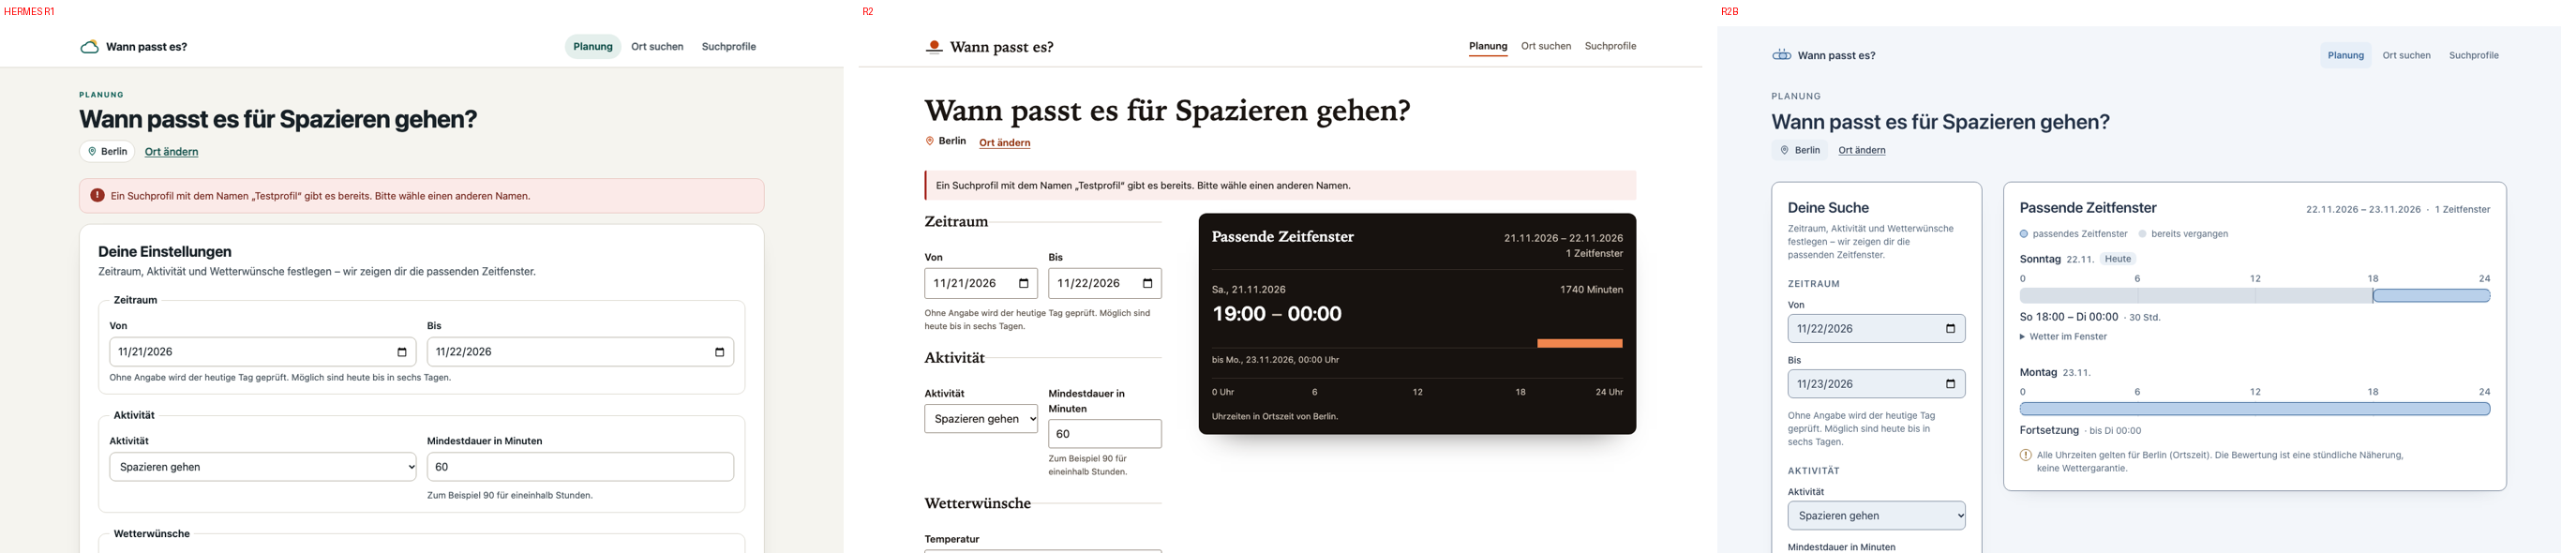 HERMES R1
Wann passt es?
Planung Ort suchen Suchprofile
PLANUNG
Wann passt es für Spazieren gehen?
Berlin Ort ändern
Ein Suchprofil mit dem Namen „Testprofil“ gibt es bereits. Bitte wähle einen anderen Namen.
Deine Einstellungen
Zeitraum, Aktivität und Wetterwünsche festlegen – wir zeigen dir die passenden Zeitfenster.
Zeitraum
Von Bis
11/21/2026 11/22/2026
Ohne Angabe wird der heutige Tag geprüft. Möglich sind heute bis in sechs Tagen.
Aktivität
Aktivität Mindestdauer in Minuten
Spazieren gehen 60
Zum Beispiel 90 für eineinhalb Stunden.
Wetterwünsche
R2
Wann passt es?
Planung Ort suchen Suchprofile
Wann passt es für Spazieren gehen?
Berlin Ort ändern
Ein Suchprofil mit dem Namen „Testprofil“ gibt es bereits. Bitte wähle einen anderen Namen.
Zeitraum
Von Bis
11/21/2026 11/22/2026
Ohne Angabe wird der heutige Tag geprüft. Möglich sind
heute bis in sechs Tagen.
Aktivität
Aktivität
Spazieren gehen
Mindestdauer in
Minuten
60
Zum Beispiel 90 für
eineinhalb Stunden.
Wetterwünsche
Temperatur
Passende Zeitfenster
21.11.2026 – 22.11.2026
1 Zeitfenster
Sa., 21.11.2026 1740 Minuten
19:00 – 00:00
bis Mo., 23.11.2026, 00:00 Uhr
0 Uhr 6 12 18 24 Uhr
Uhrzeiten in Ortszeit von Berlin.
R2B
Wann passt es?
Planung Ort suchen Suchprofile
PLANUNG
Wann passt es für Spazieren gehen?
Berlin Ort ändern
Deine Suche
Zeitraum, Aktivität und Wetterwünsche
festlegen – wir zeigen dir die
passenden Zeitfenster.
ZEITRAUM
Von
11/22/2026
Bis
11/23/2026
Ohne Angabe wird der heutige Tag
geprüft. Möglich sind heute bis in
sechs Tagen.
AKTIVITÄT
Aktivität
Spazieren gehen
Mindestdauer in Minuten
Passende Zeitfenster
22.11.2026 – 23.11.2026 · 1 Zeitfenster
passendes Zeitfenster bereits vergangen
Sonntag 22.11. Heute
0 6 12 18 24
So 18:00 – Di 00:00 · 30 Std.
Wetter im Fenster
Montag 23.11.
0 6 12 18 24
Fortsetzung · bis Di 00:00
Alle Uhrzeiten gelten für Berlin (Ortszeit). Die Bewertung ist eine stündliche Näherung,
keine Wettergarantie.